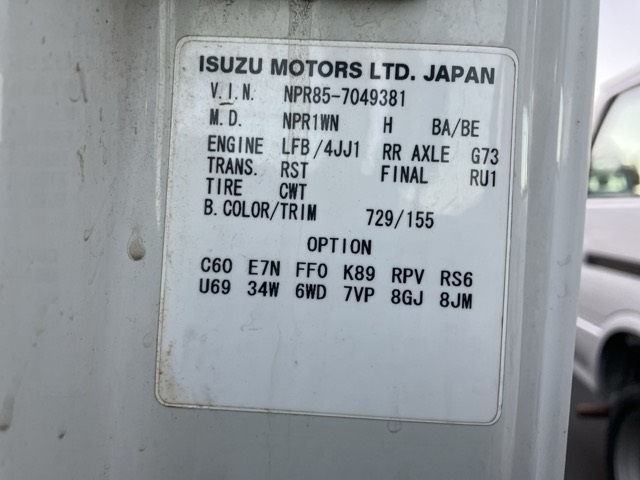 ISUZU MOTORS LTD. JAPAN
V.I.N. NPR85-7049381
M.D. NPR1WN H BA/BE
ENGINE LFB/4JJ1 RR AXLE G73
TRANS. RST FINAL RU1
TIRE CWT
B.COLOR/TRIM 729/155
OPTION
C60 E7N FF0 K89 RPV RS6
U69 34W 6WD 7VP 8GJ 8JM